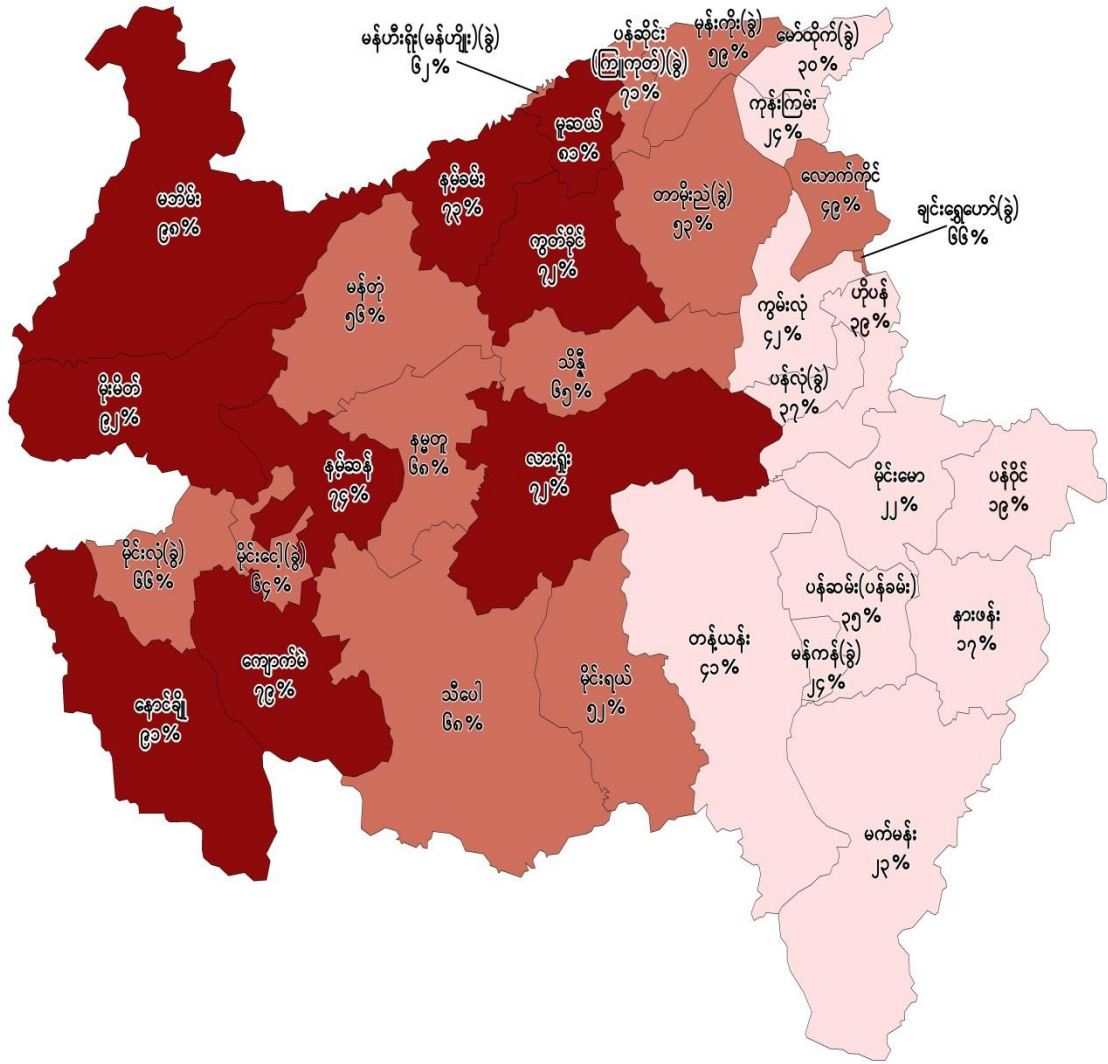 မန်ဟီးရိုး(မန်ဟျိုး)(ခွဲ)
၆၂%
ပန်ဆိုင်း
(ကြူကုတ်)(ခွဲ)
၇၁%
မုန်းကိုး(ခွဲ)
၅၉%
မော်ထိုက်(ခွဲ)
၃၀%
ကုန်းကြမ်း
၂၄%
မူဆယ်
၈၁%
မဘိမ်း
၉၈%
နမ့်ခမ်း
၇၃%
တာမိုးညဲ(ခွဲ)
၅၃%
လောက်ကိုင်
၄၉%
ချင်းရွှေဟော်(ခွဲ)
၆၆%
ကွတ်ခိုင်
၇၂%
မန်တုံ
၅၆%
ကွမ်းလုံ
၄၂%
ဟိုပန်
၃၉%
သိန္နီ
၆၅%
ပန်လုံ(ခွဲ)
၃၇%
မိုးမိတ်
၉၂%
နမ္မတူ
၆၈%
နမ့်ဆန်
၇၄%
လားရှိုး
၇၂%
မိုင်းမော
၂၂%
ပန်ဝိုင်
၁၉%
မိုင်းလုံ(ခွဲ)
၆၆%
မိုင်းငေါ့(ခွဲ)
၆၄%
ပန်ဆမ်း(ပန်ခမ်း)
၃၅%
နားဖန်း
၁၇%
တန့်ယန်း
၄၁%
မန်ကန်(ခွဲ)
၂၄%
ကျောက်မဲ
၇၉%
သီပေါ
၆၈%
မိုင်းရယ်
၅၂%
နောင်ချို
၉၁%
မက်မန်း
၂၃%